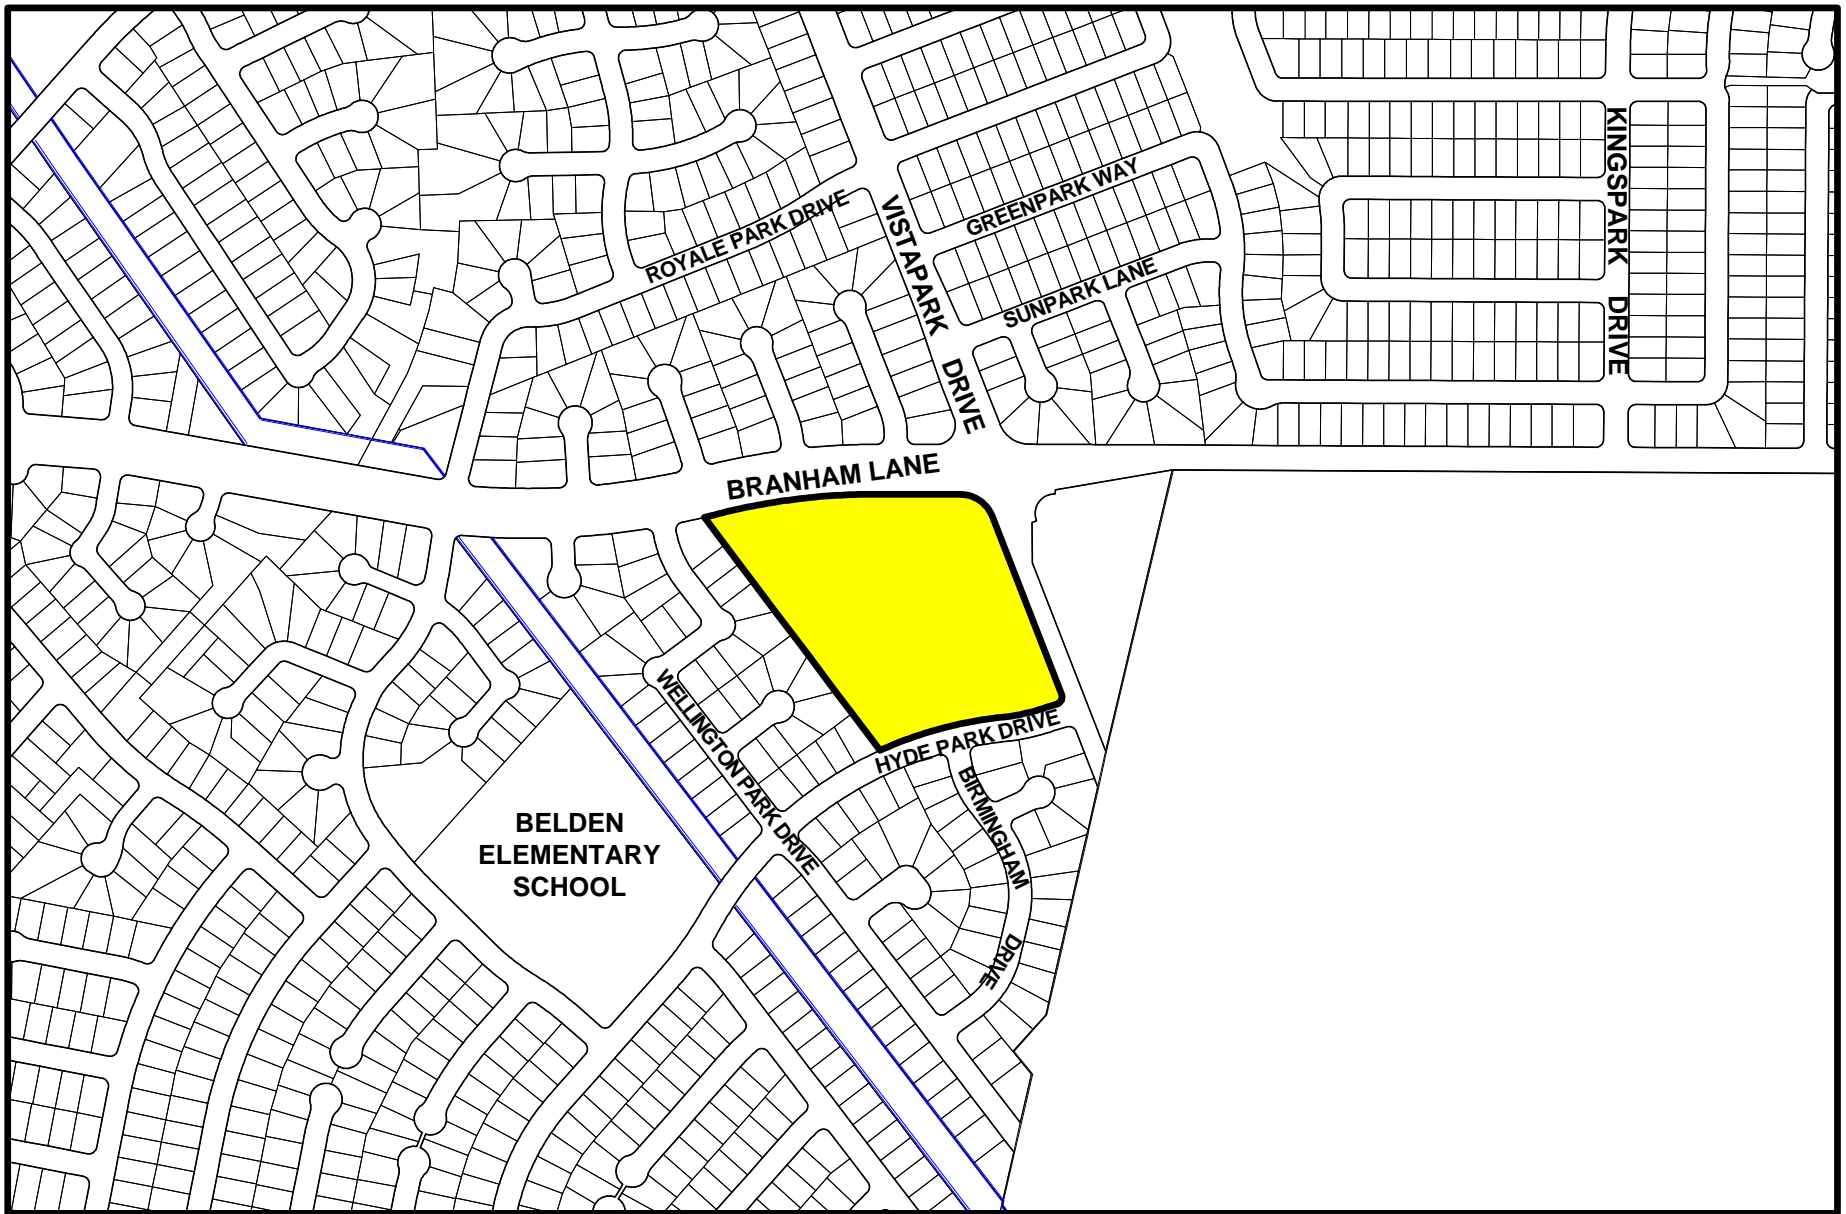 KINGSPARK DRIVE
GREENPARK WAY
ROYALE PARK DRIVE
VISTAPARK DRIVE
SUNPARK LANE
BRANHAM LANE
WELLINGTON PARK DRIVE
HYDE PARK DRIVE
BIRMINGHAM DRIVE
BELDEN
ELEMENTARY
SCHOOL